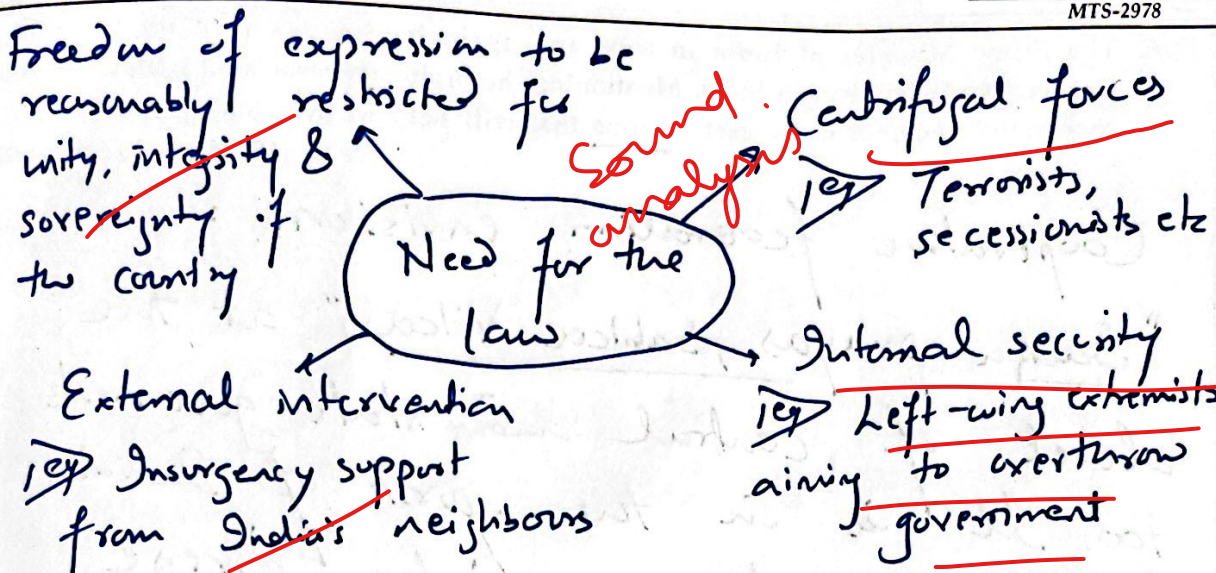 MTS-2978
Freedom of expression to be
reasonably restricted for
unity, integrity &
sovereignty of
the country
Sound
analysis
Centrifugal forces
eg Terrorists,
secessionists etc
Need for the
law
External intervention
eg Insurgency support
from India's neighbours
Internal security
eg Left-wing extremists
aiming to overthrow
government